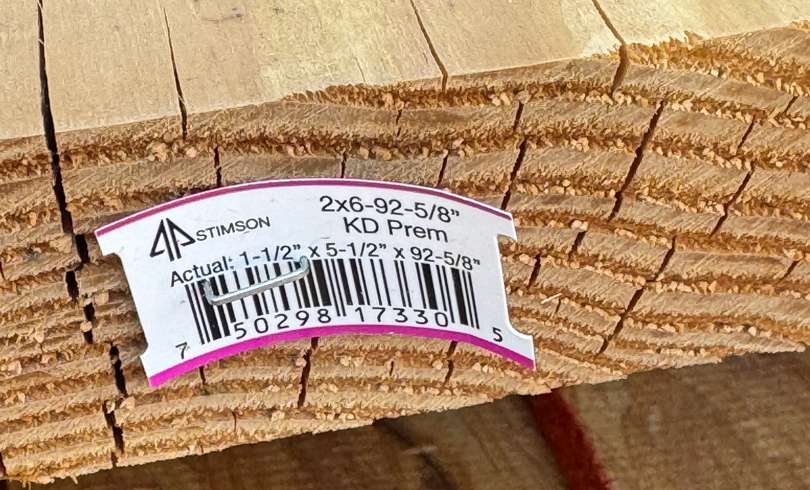 STIMSON
2x6-92-5/8"
KD Prem
Actual: 1-1/2" x 5-1/2" x 92-5/8"
7 50298 17330 5